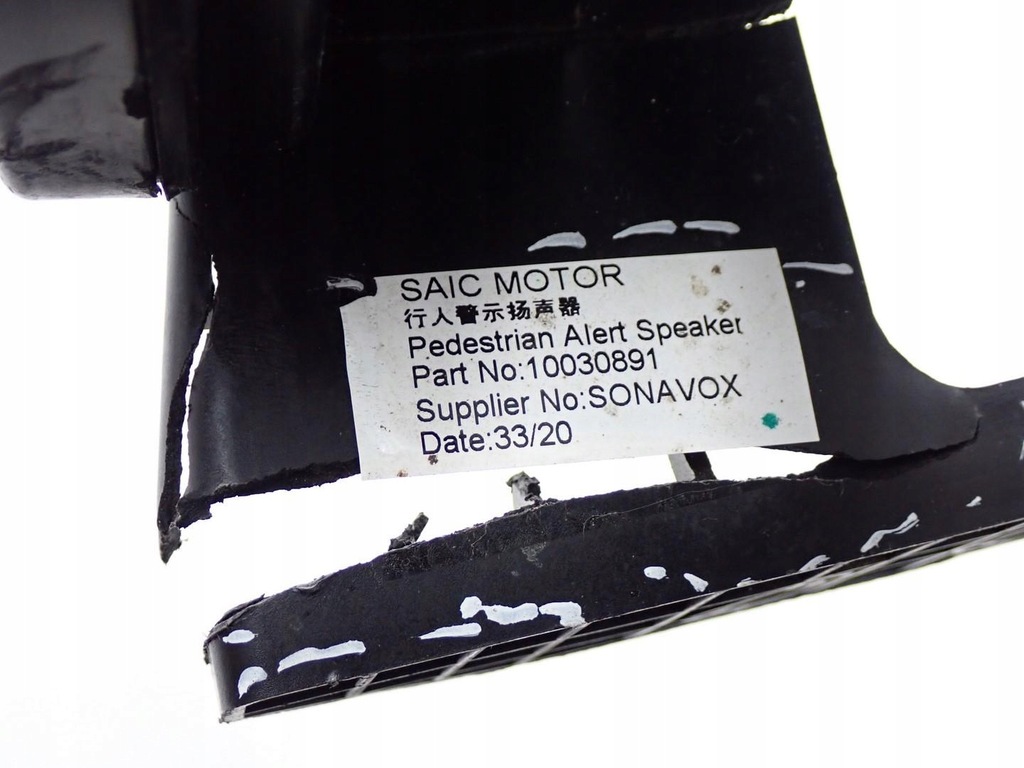 SAIC MOTOR
行人警示扬声器
Pedestrian Alert Speaker
Part No:10030891
Supplier No:SONAVOX
Date:33/20